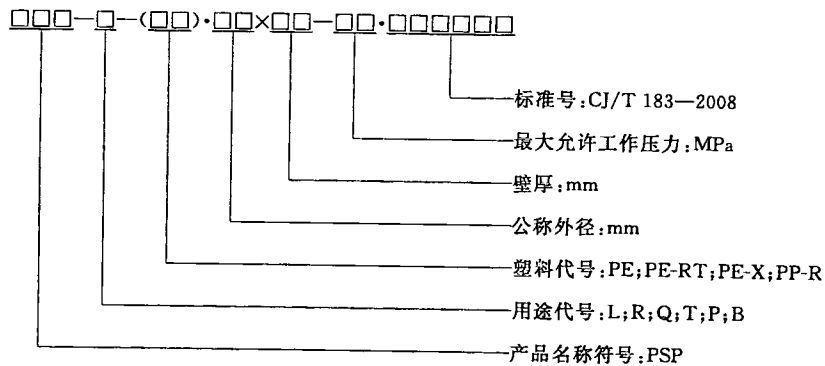 □□□—□—(□□)·□□×□□—□□·□□□□□□
标准号:CJ/T 183—2008
最大允许工作压力:MPa
壁厚:mm
公称外径:mm
塑料代号:PE;PE-RT;PE-X;PP-R
用途代号:L;R;Q;T;P;B
产品名称符号:PSP